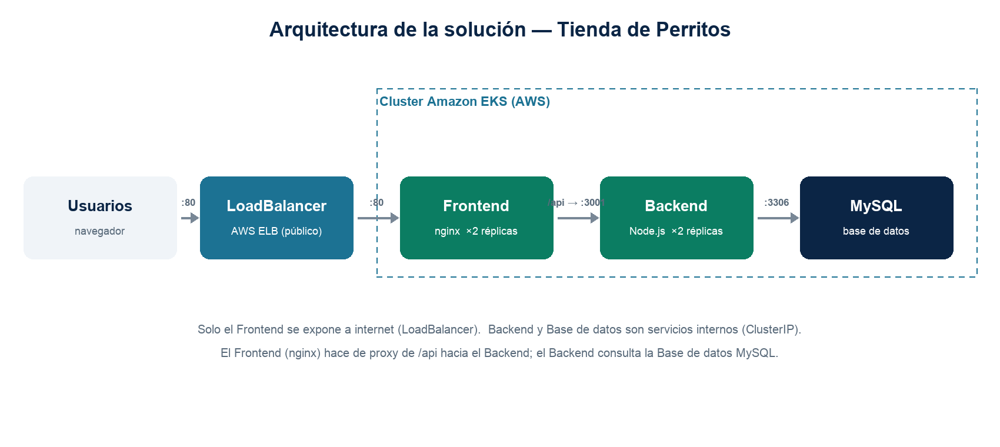 Arquitectura de la solución — Tienda de Perritos
Cluster Amazon EKS (AWS)
Usuarios
navegador
:80
LoadBalancer
AWS ELB (público)
:80
Frontend
nginx ×2 réplicas
/api → :3001
Backend
Node.js ×2 réplicas
:3306
MySQL
base de datos
Solo el Frontend se expone a internet (LoadBalancer). Backend y Base de datos son servicios internos (ClusterIP).
El Frontend (nginx) hace de proxy de /api hacia el Backend; el Backend consulta la Base de datos MySQL.